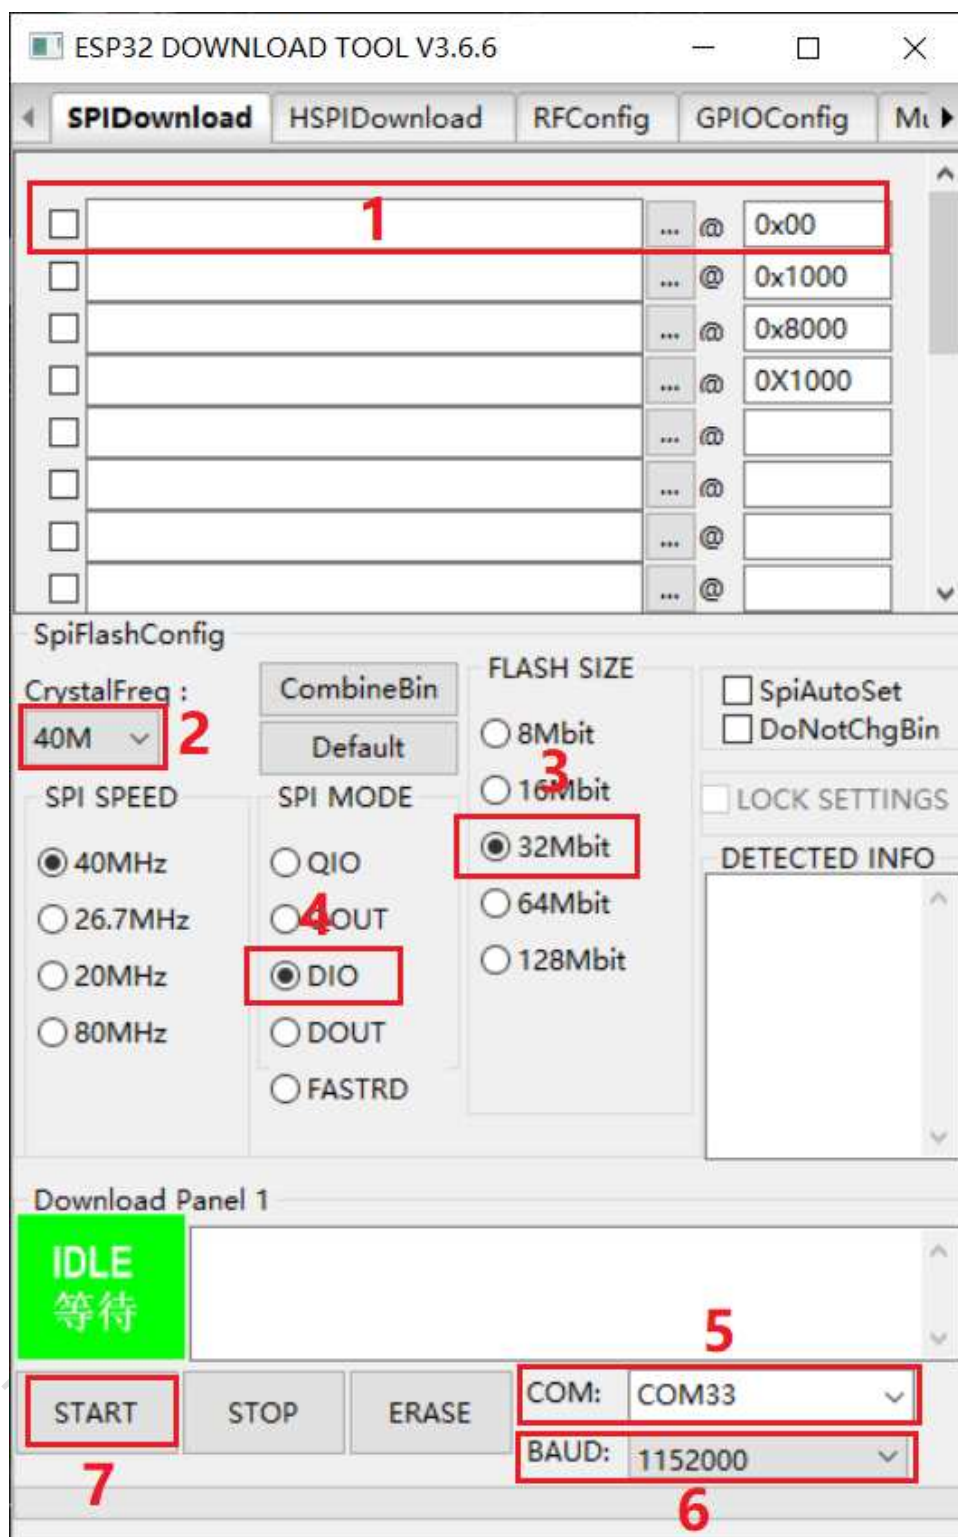 ESP32 DOWNLOAD TOOL V3.6.6
SPIDownload HSPIDownload RFConfig GPIOConfig
1
... @ 0x00
... @ 0x1000
... @ 0x8000
... @ 0X1000
... @
... @
... @
... @
SpiFlashConfig
CrystalFreq :
40M
2
CombineBin
Default
SPI SPEED
40MHz
26.7MHz
20MHz
80MHz
SPI MODE
QIO
4
DIO
DOUT
FASTRD
FLASH SIZE
8Mbit
3
16Mbit
32Mbit
64Mbit
128Mbit
SpiAutoSet
DoNotChgBin
LOCK SETTINGS
DETECTED INFO
Download Panel 1
IDLE
等待
START STOP ERASE
7
5
COM: COM33
BAUD: 1152000
6